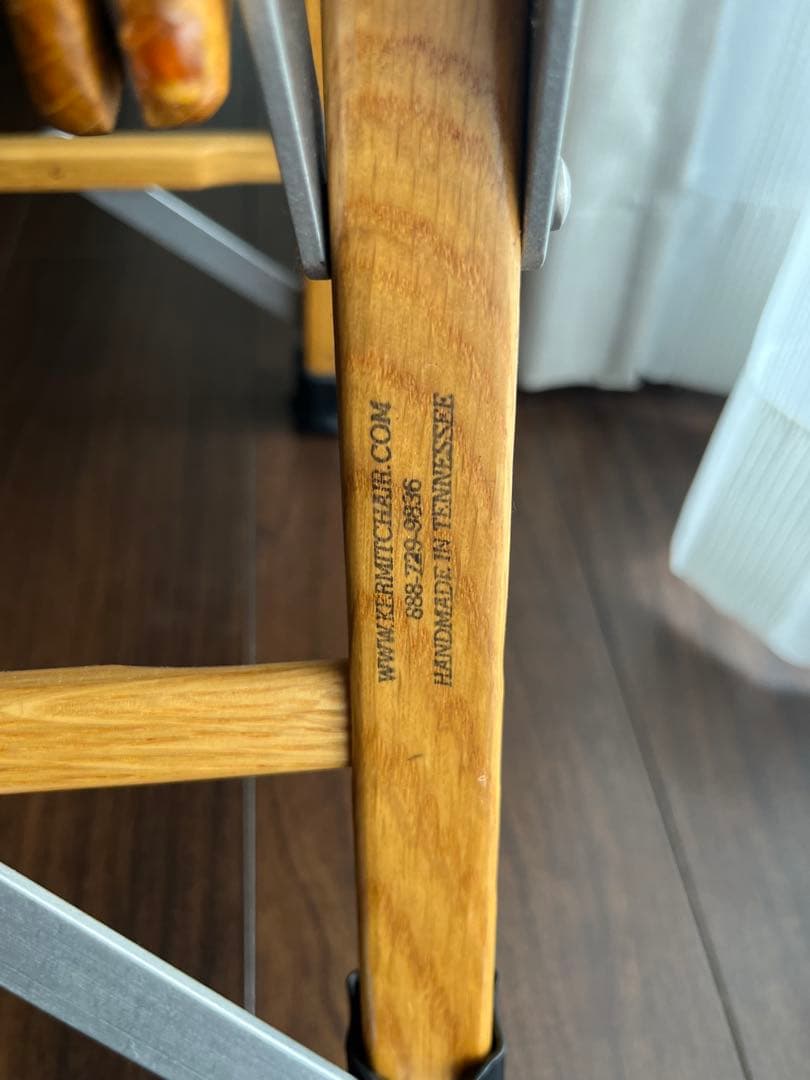 WWW.KERMITCHAIR.COM
888-729-9836
HANDMADE IN TENNESSEE